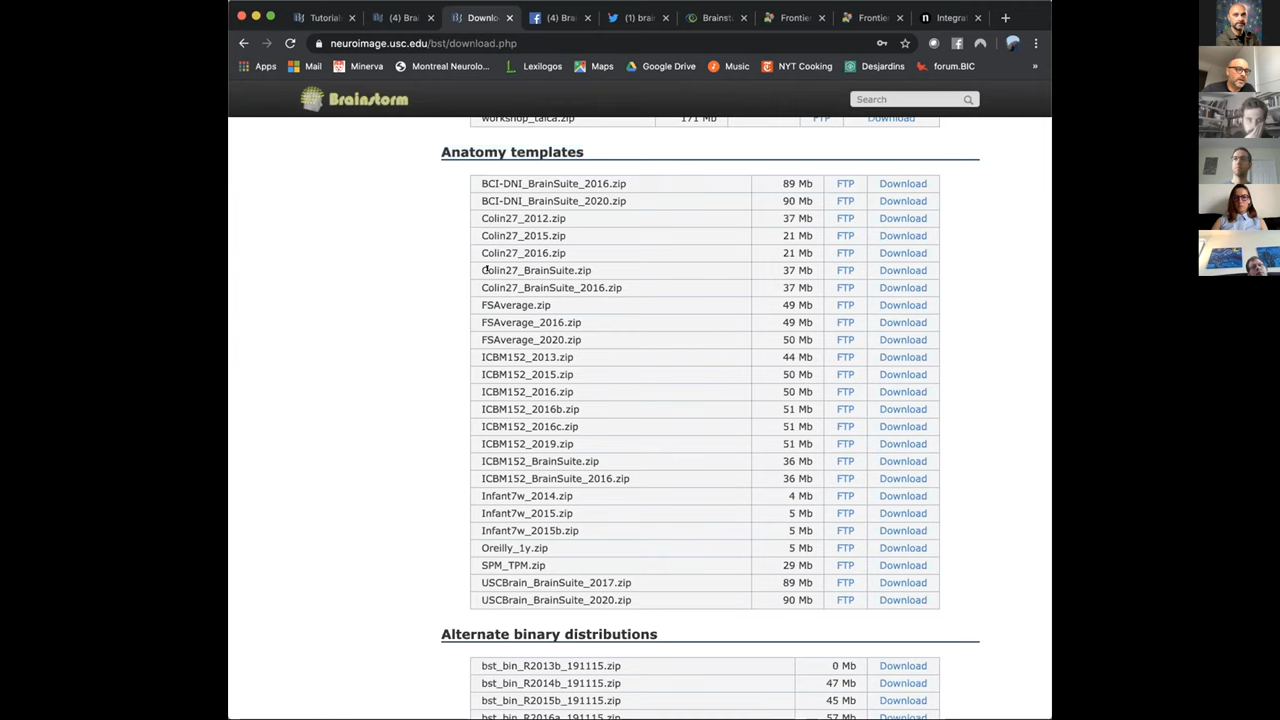 Tutorial
(4) Bra
Downlo
(4) Bra
(1) brai
Brainst
Frontier
Frontier
Integra
neuroimage.usc.edu/bst/download.php
Apps
Mail
Minerva
Montreal Neurolo...
Lexilogos
Maps
Google Drive
Music
NYT Cooking
Desjardins
forum.BIC
»
Brainstorm
Search
workshop_taica.zip 171 Mb FTP Download
Anatomy templates
BCI-DNI_BrainSuite_2016.zip 89 Mb FTP Download
BCI-DNI_BrainSuite_2020.zip 90 Mb FTP Download
Colin27_2012.zip 37 Mb FTP Download
Colin27_2015.zip 21 Mb FTP Download
Colin27_2016.zip 21 Mb FTP Download
Colin27_BrainSuite.zip 37 Mb FTP Download
Colin27_BrainSuite_2016.zip 37 Mb FTP Download
FSAverage.zip 49 Mb FTP Download
FSAverage_2016.zip 49 Mb FTP Download
FSAverage_2020.zip 50 Mb FTP Download
ICBM152_2013.zip 44 Mb FTP Download
ICBM152_2015.zip 50 Mb FTP Download
ICBM152_2016.zip 50 Mb FTP Download
ICBM152_2016b.zip 51 Mb FTP Download
ICBM152_2016c.zip 51 Mb FTP Download
ICBM152_2019.zip 51 Mb FTP Download
ICBM152_BrainSuite.zip 36 Mb FTP Download
ICBM152_BrainSuite_2016.zip 36 Mb FTP Download
Infant7w_2014.zip 4 Mb FTP Download
Infant7w_2015.zip 5 Mb FTP Download
Infant7w_2015b.zip 5 Mb FTP Download
Oreilly_1y.zip 5 Mb FTP Download
SPM_TPM.zip 29 Mb FTP Download
USCBrain_BrainSuite_2017.zip 89 Mb FTP Download
USCBrain_BrainSuite_2020.zip 90 Mb FTP Download
Alternate binary distributions
bst_bin_R2013b_191115.zip 0 Mb Download
bst_bin_R2014b_191115.zip 47 Mb Download
bst_bin_R2015b_191115.zip 45 Mb Download
bst_bin_R2016a_191115.zip 57 Mb Download